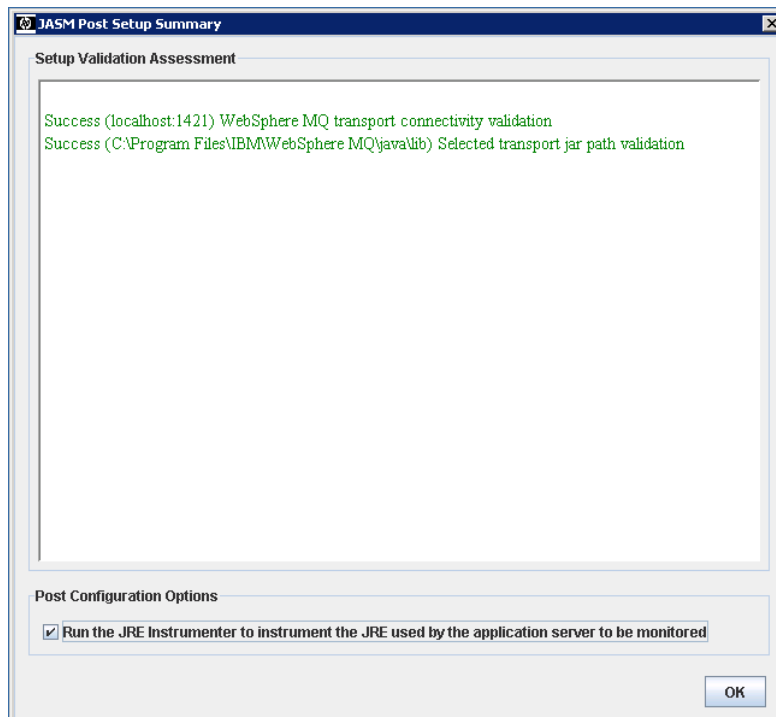 JASM Post Setup Summary
Setup Validation Assessment
Success (localhost:1421) WebSphere MQ transport connectivity validation
Success (C:\Program Files\IBM\WebSphere MQ\java\lib) Selected transport jar path validation
Post Configuration Options
Run the JRE Instrumenter to instrument the JRE used by the application server to be monitored
OK